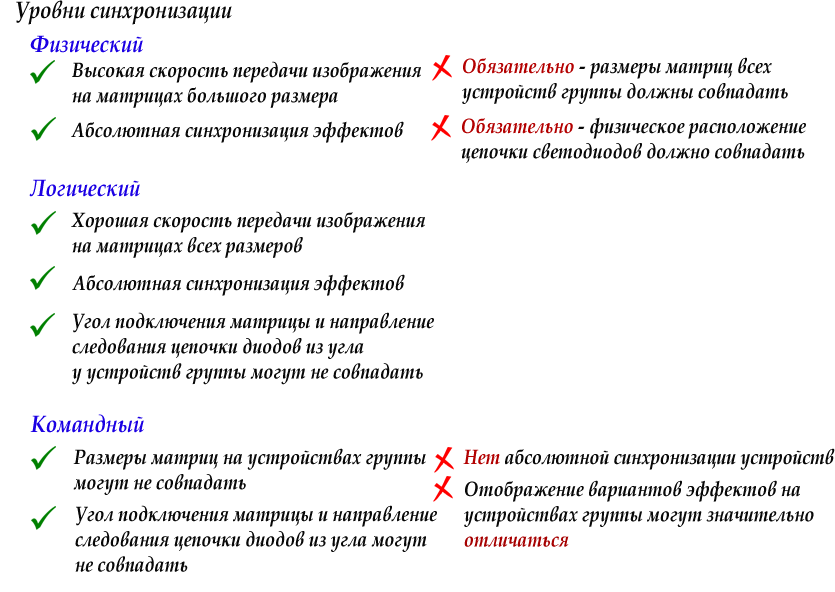 Уровни синхронизации
Физический
Высокая скорость передачи изображения
на матрицах большого размера
Абсолютная синхронизация эффектов
Обязательно - размеры матриц всех
устройств группы должны совпадать
Обязательно - физическое расположение
цепочки светодиодов должно совпадать
Логический
Хорошая скорость передачи изображения
на матрицах всех размеров
Абсолютная синхронизация эффектов
Угол подключения матрицы и направление
следования цепочки диодов из угла
у устройств группы могут не совпадать
Командный
Размеры матриц на устройствах группы
могут не совпадать
Угол подключения матрицы и направление
следования цепочки диодов из угла могут
не совпадать
Нет абсолютной синхронизации устройств
Отображение вариантов эффектов на
устройствах группы могут значительно
отличаться